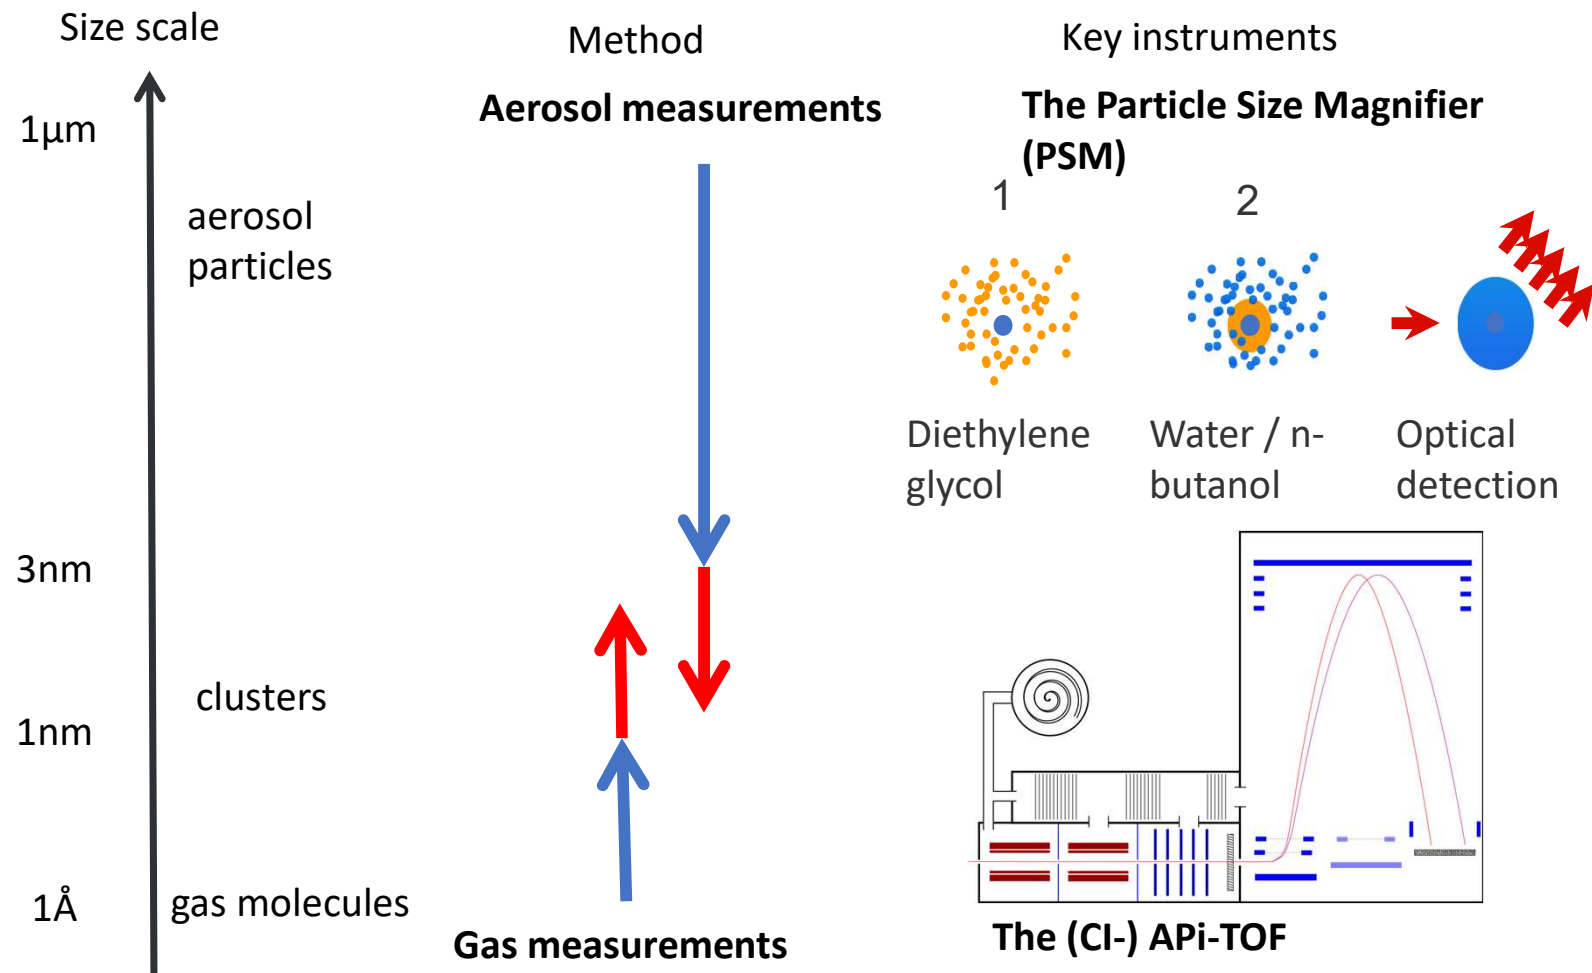 Size scale
Method
Key instruments
Aerosol measurements
The Particle Size Magnifier
(PSM)
1µm
1
2
aerosol
particles
Diethylene
glycol
Water / n-
butanol
Optical
detection
3nm
clusters
1nm
1Å
gas molecules
Gas measurements
The (CI-) APi-TOF